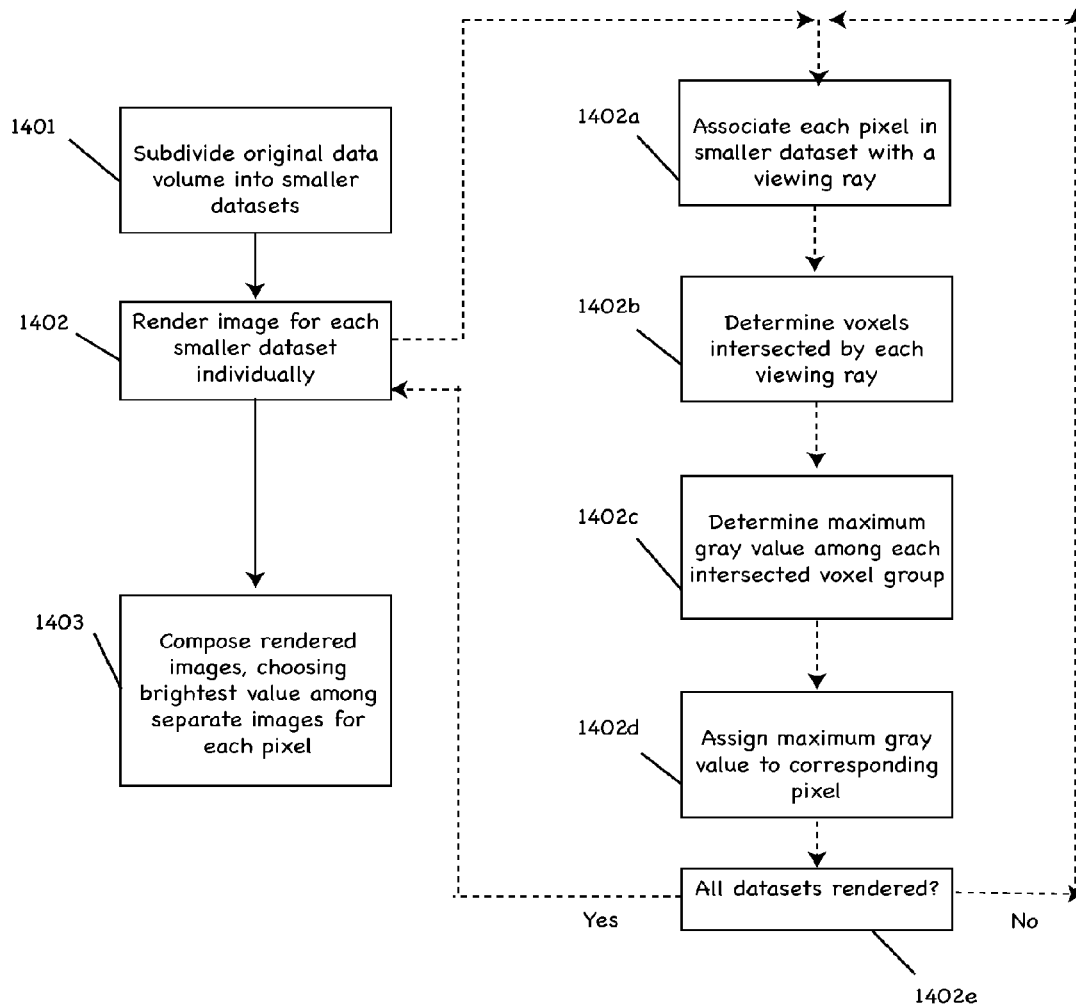 1401
Subdivide original data
volume into smaller
datasets
1402
Render image for each
smaller dataset
individually
1403
Compose rendered
images, choosing
brightest value among
separate images for
each pixel
1402a
Associate each pixel in
smaller dataset with a
viewing ray
1402b
Determine voxels
intersected by each
viewing ray
1402c
Determine maximum
gray value among each
intersected voxel group
1402d
Assign maximum gray
value to corresponding
pixel
All datasets rendered?
Yes
No
1402e